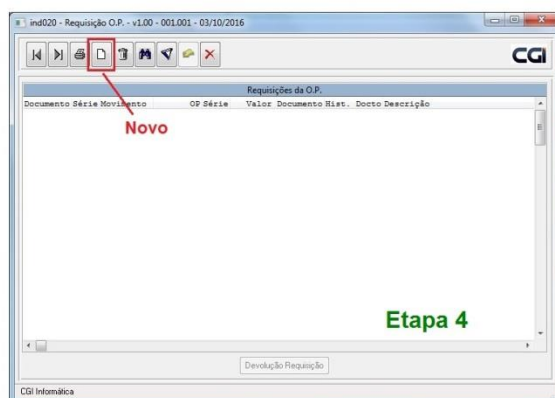 ind020 - Requisição O.P. - v1.00 - 001.001 - 03/10/2016
CGI
Requisições da O.P.
Documento Série Movimento OP Série Valor Documento Hist. Docto Descrição
Novo
Etapa 4
Devolução Requisição
CGI Informática